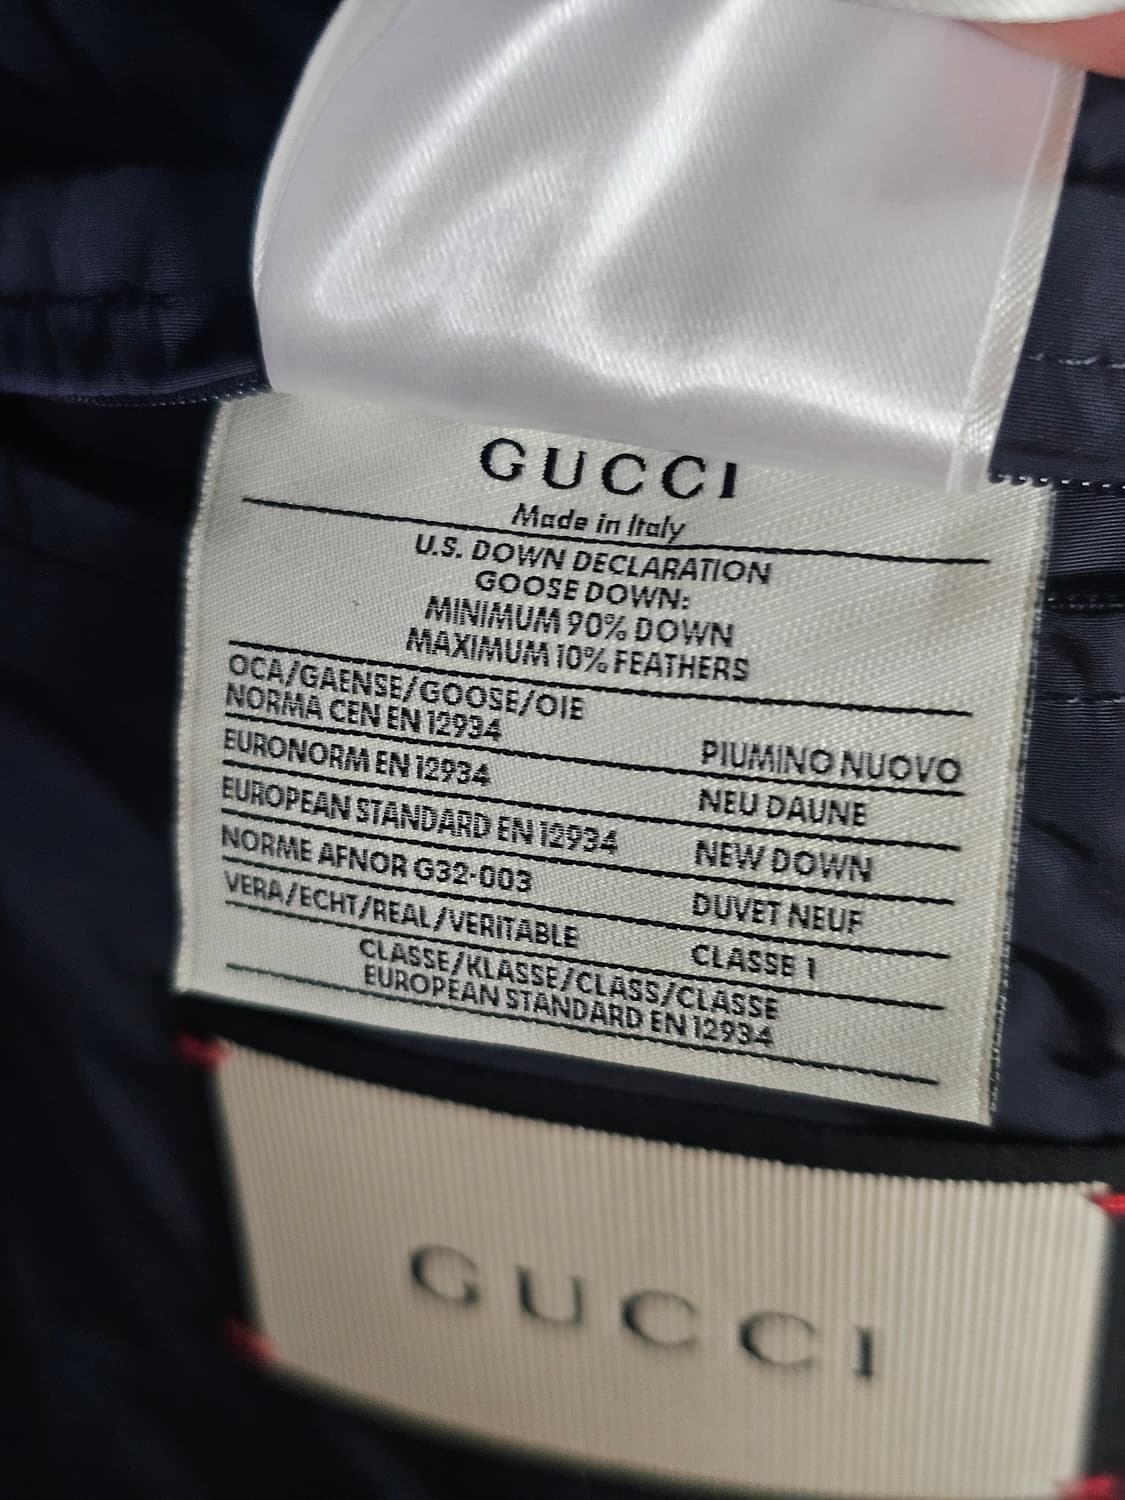 GUCCI
Made in Italy
U.S. DOWN DECLARATION
GOOSE DOWN:
MINIMUM 90% DOWN
MAXIMUM 10% FEATHERS
OCA/GAENSE/GOOSE/OIE
NORMA CEN EN 12934 PIUMINO NUOVO
EURONORM EN 12934 NEU DAUNE
EUROPEAN STANDARD EN 12934 NEW DOWN
NORME AFNOR G32-003 DUVET NEUF
VERA/ECHT/REAL/VERITABLE CLASSE 1
CLASSE/KLASSE/CLASS/CLASSE
EUROPEAN STANDARD EN 12934
GUCCI